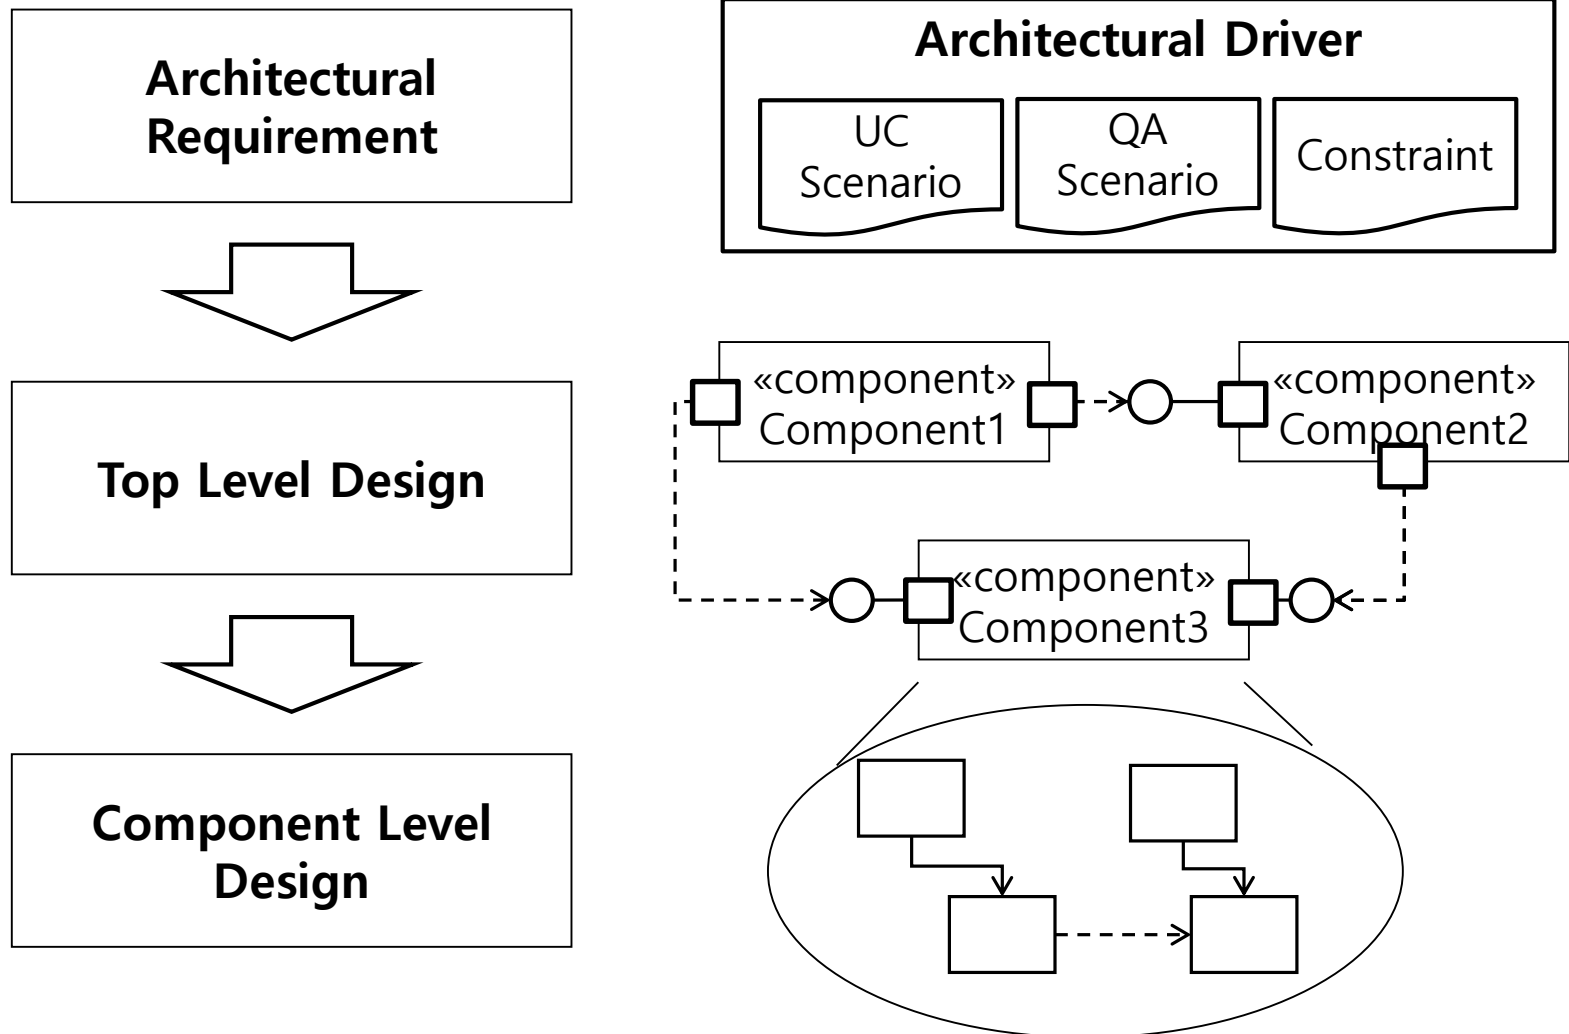 Architectural
Requirement
Architectural Driver
UC
Scenario
QA
Scenario
Constraint
Top Level Design
«component»
Component1
«component»
Component2
«component»
Component3
Component Level
Design